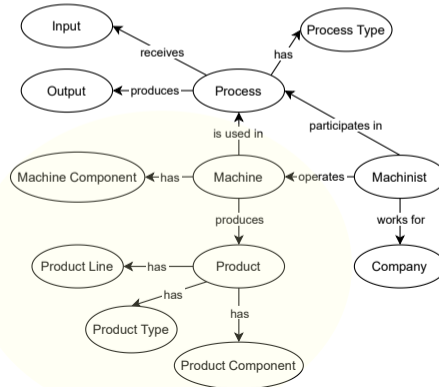 Input
Process Type
receives
has
Output
produces
Process
is used in
participates in
Machine Component
has
Machine
operates
Machinist
produces
works for
Product Line
has
Product
Company
has
Product Type
has
Product Component